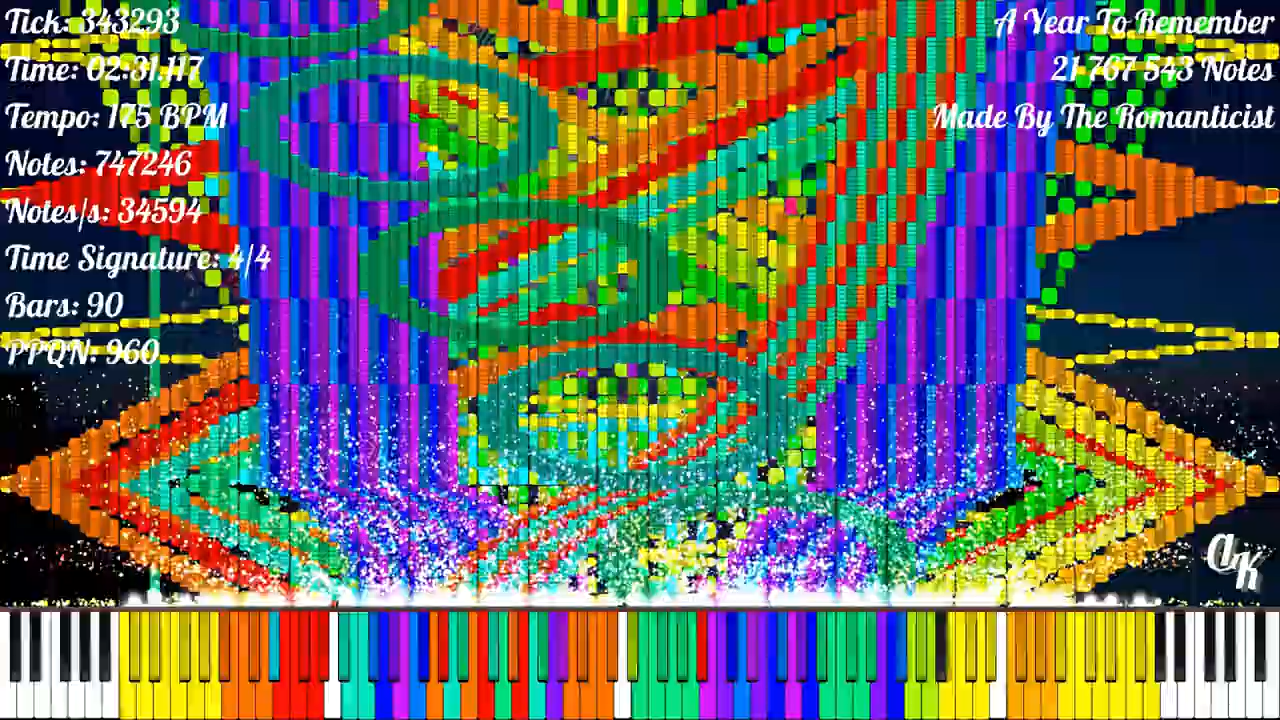 Tick: 343293
Time: 02:31.117
Tempo: 175 BPM
Notes: 747246
Notes/s: 34594
Time Signature: 4/4
Bars: 90
PPQN: 960
A Year To Remember
21 767 543 Notes
Made By The Romanticist
aK